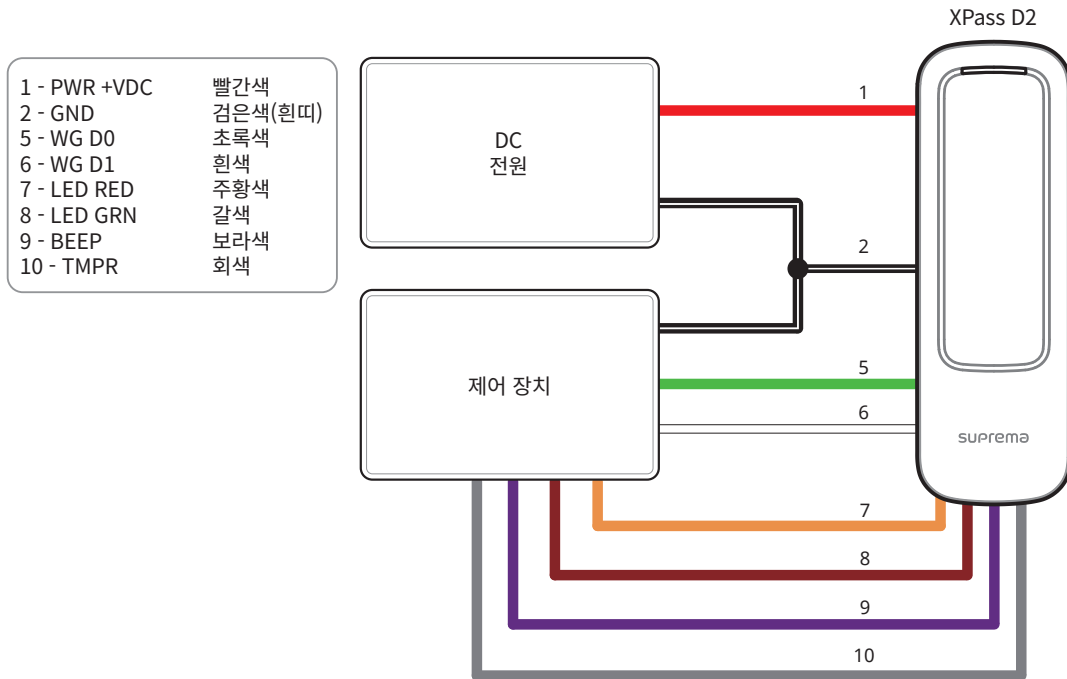 XPass D2
1 - PWR +VDC 빨간색
2 - GND 검은색(흰띠)
5 - WG D0 초록색
6 - WG D1 흰색
7 - LED RED 주황색
8 - LED GRN 갈색
9 - BEEP 보라색
10 - TMPR 회색
DC
전원
1
2
제어 장치
5
6
suprema
7
8
9
10